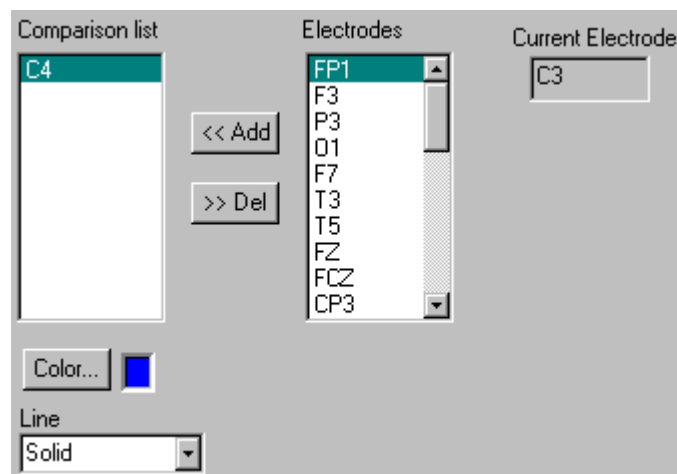 Comparison list
C4
<< Add
>> Del
Electrodes
FP1
F3
P3
O1
F7
T3
T5
FZ
FCZ
CP3
Current Electrode
C3
Color...
Line
Solid